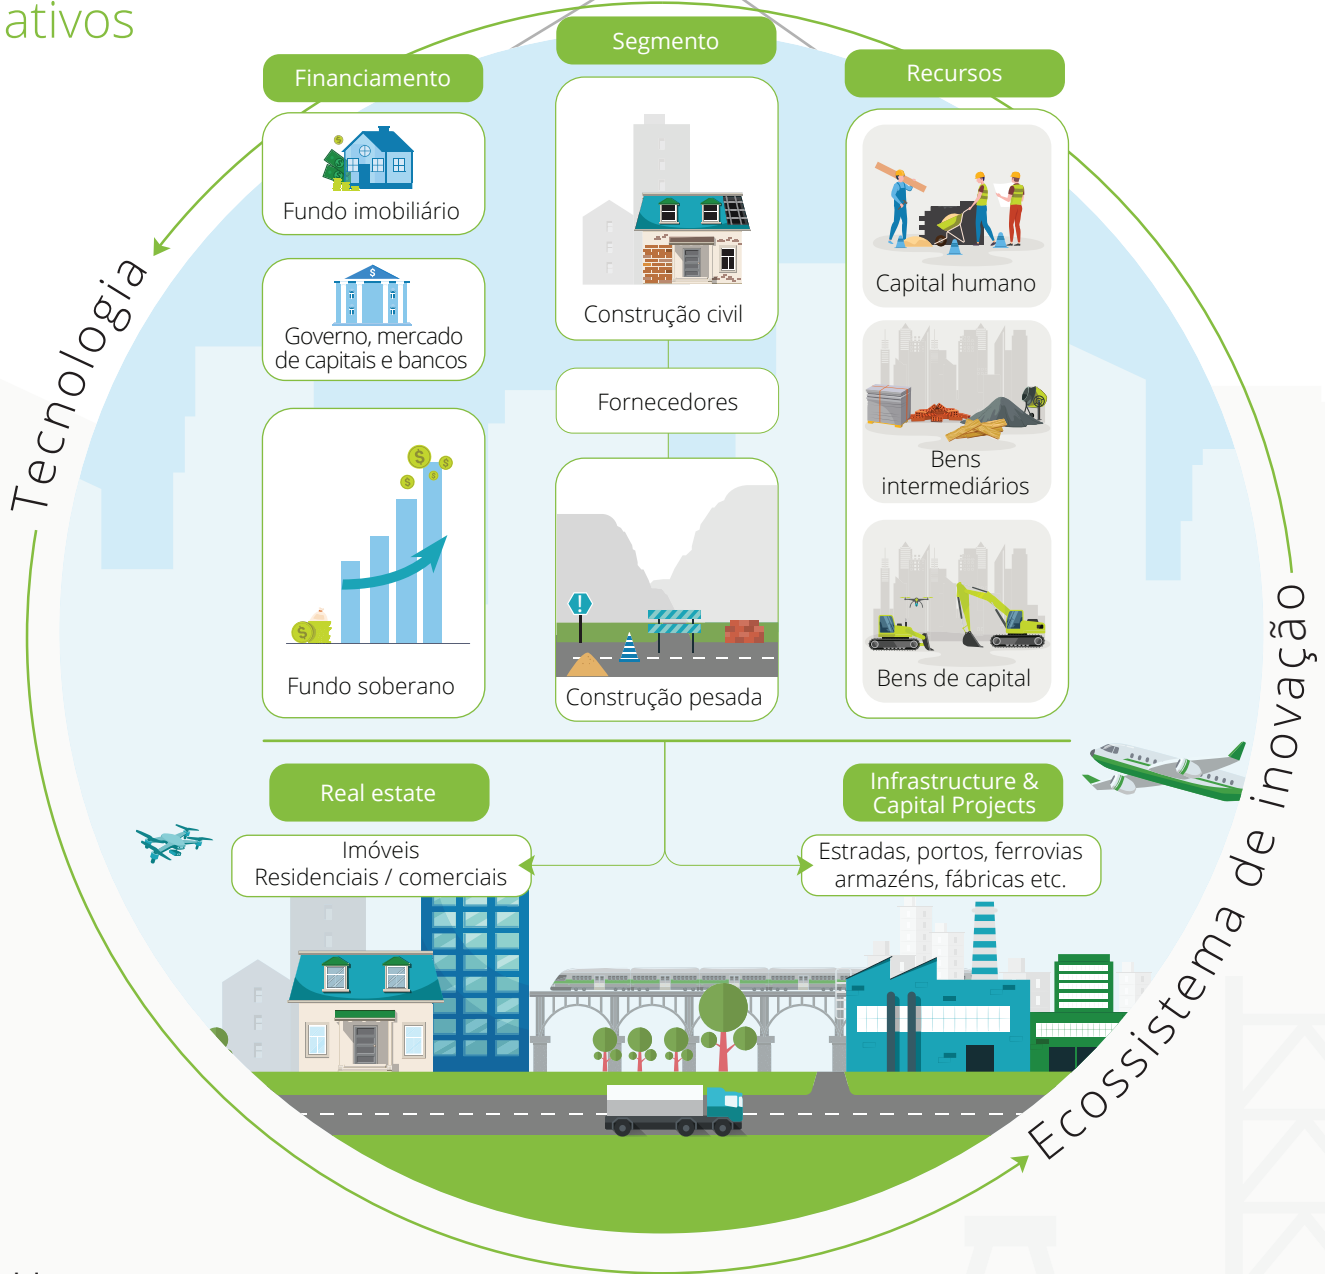 ativos
Segmento
Financiamento
Recursos
Fundo imobiliário
Governo, mercado
de capitais e bancos
Fundo soberano
Construção civil
Fornecedores
Construção pesada
Capital humano
Bens
intermediários
Bens de capital
Real estate
Imóveis
Residenciais / comerciais
Infrastructure &
Capital Projects
Estradas, portos, ferrovias
armazéns, fábricas etc.
Tecnologia
Ecossistema de inovação